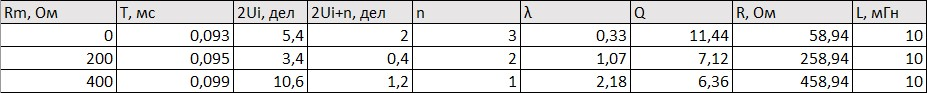 Rm, Ом T, мс 2Ui, дел 2Ui+n, дел n λ Q R, Ом L, мГн
0 0,093 5,4 2 3 0,33 11,44 58,94 10
200 0,095 3,4 0,4 2 1,07 7,12 258,94 10
400 0,099 10,6 1,2 1 2,18 6,36 458,94 10